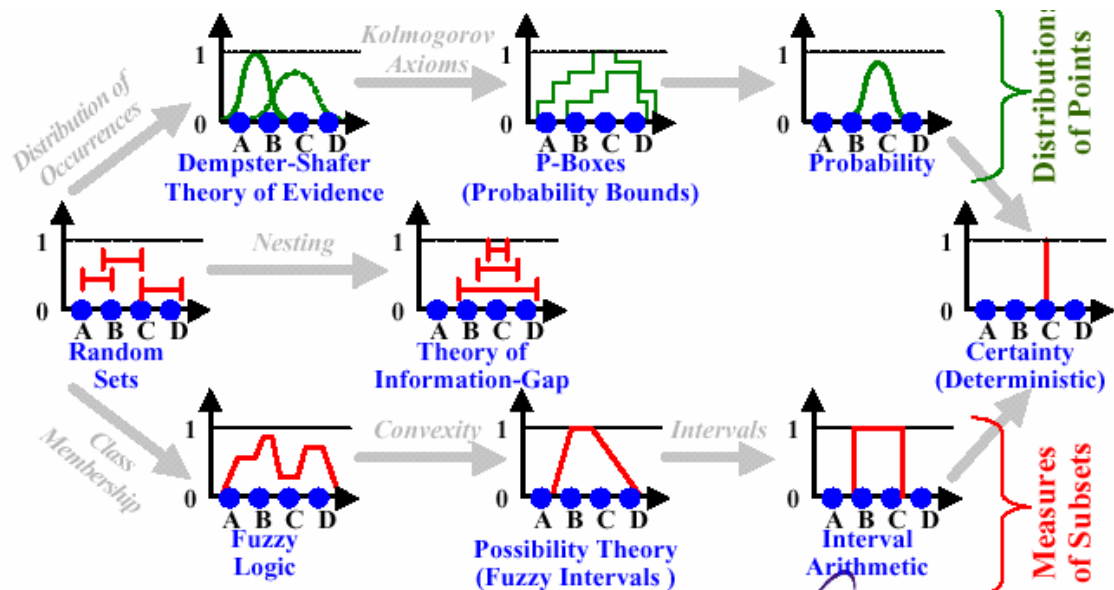 Distribution of
Occurrences
1
0
A B C D
Dempster-Shafer
Theory of Evidence
Kolmogorov
Axioms
1
0
A B C D
P-Boxes
(Probability Bounds)
1
0
A B C D
Probability
Distributions
of Points
1
0
A B C D
Random
Sets
Nesting
1
0
A B C D
Theory of
Information-Gap
1
0
A B C D
Certainty
(Deterministic)
Class
Membership
1
0
A B C D
Fuzzy
Logic
Convexity
1
0
A B C D
Possibility Theory
(Fuzzy Intervals )
Intervals
1
0
A B C D
Interval
Arithmetic
Measures
of Subsets